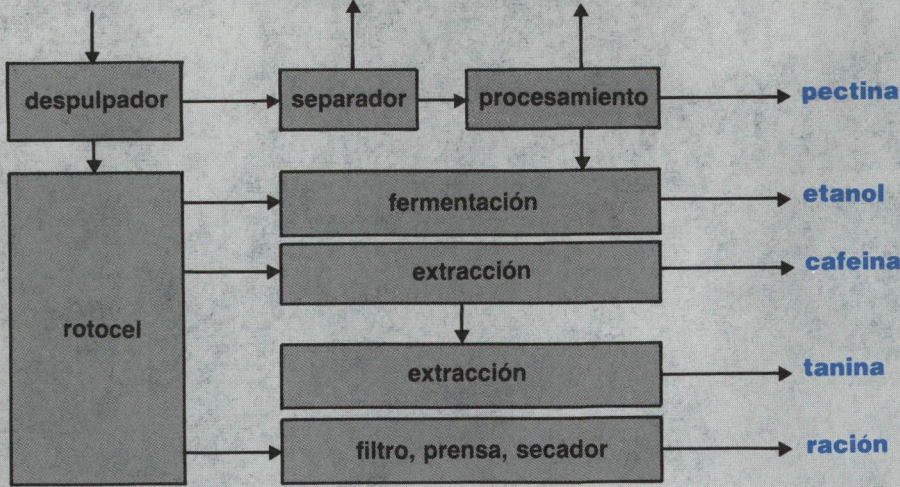 despulpador
separador
procesamiento
pectina
fermentación
etanol
extracción
cafeina
rotocel
extracción
tanina
filtro, prensa, secador
ración